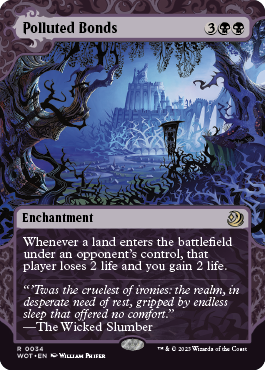 Polluted Bonds 3
Enchantment
Whenever a land enters the battlefield
under an opponent's control, that
player loses 2 life and you gain 2 life.
"'Twas the cruelest of ironies: the realm, in
desperate need of rest, gripped by endless
sleep that offered no comfort."
—The Wicked Slumber
R 0034
WOT • EN William Phifer
™ & © 2023 Wizards of the Coast